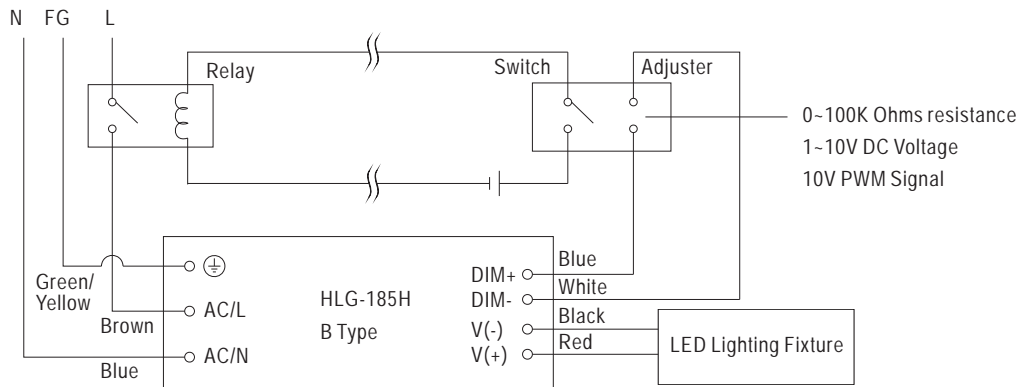 N FG L
Relay
Switch
Adjuster
0~100K Ohms resistance
1~10V DC Voltage
10V PWM Signal
Green/
Yellow
Brown
Blue
AC/L
AC/N
HLG-185H
B Type
DIM+
DIM-
V(-)
V(+)
Blue
White
Black
Red
LED Lighting Fixture